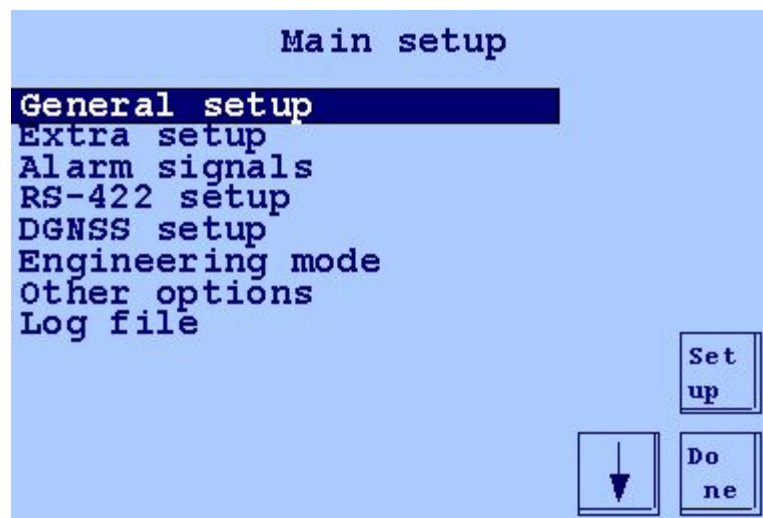 Main setup
General setup
Extra setup
Alarm signals
RS-422 setup
DGNSS setup
Engineering mode
Other options
Log file
Set
up
Do
ne